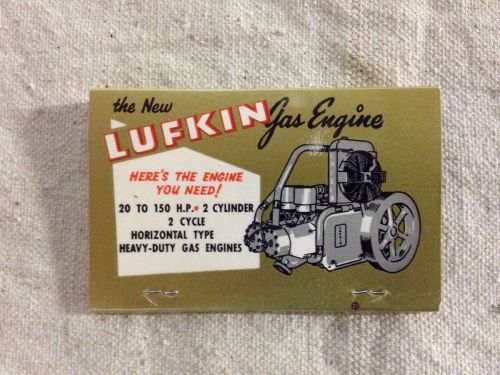 the New
LUFKIN Gas Engine
HERE'S THE ENGINE
YOU NEED!
20 TO 150 H.P. • 2 CYLINDER
2 CYCLE
HORIZONTAL TYPE
HEAVY-DUTY GAS ENGINES